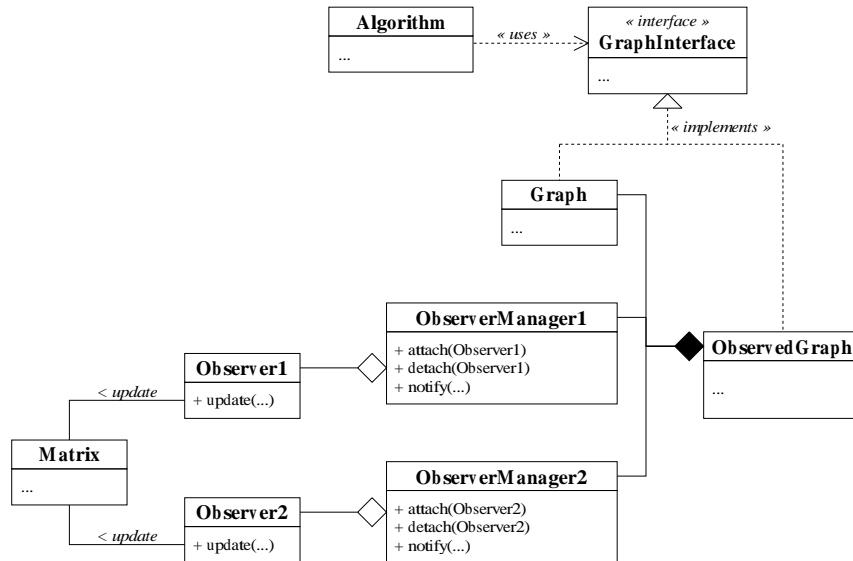 Algorithm
...
« uses »
« interface »
GraphInterface
...
« implements »
Graph
...
ObserverManager1
+ attach(Observer1)
+ detach(Observer1)
+ notify(...)
ObservedGraph
...
Observer1
+ update(...)
< update
Matrix
...
ObserverManager2
+ attach(Observer2)
+ detach(Observer2)
+ notify(...)
Observer2
+ update(...)
< update